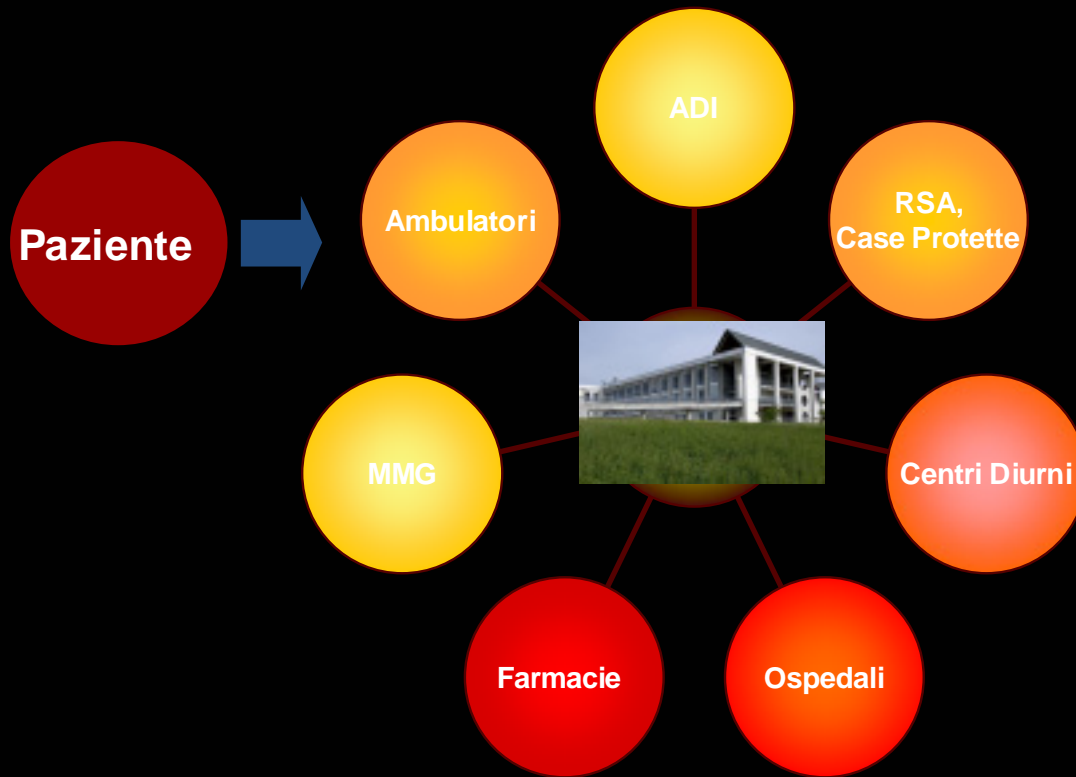 ADI
Ambulatori
RSA,
Case Protette
Paziente
MMG
Centri Diurni
Farmacie
Ospedali